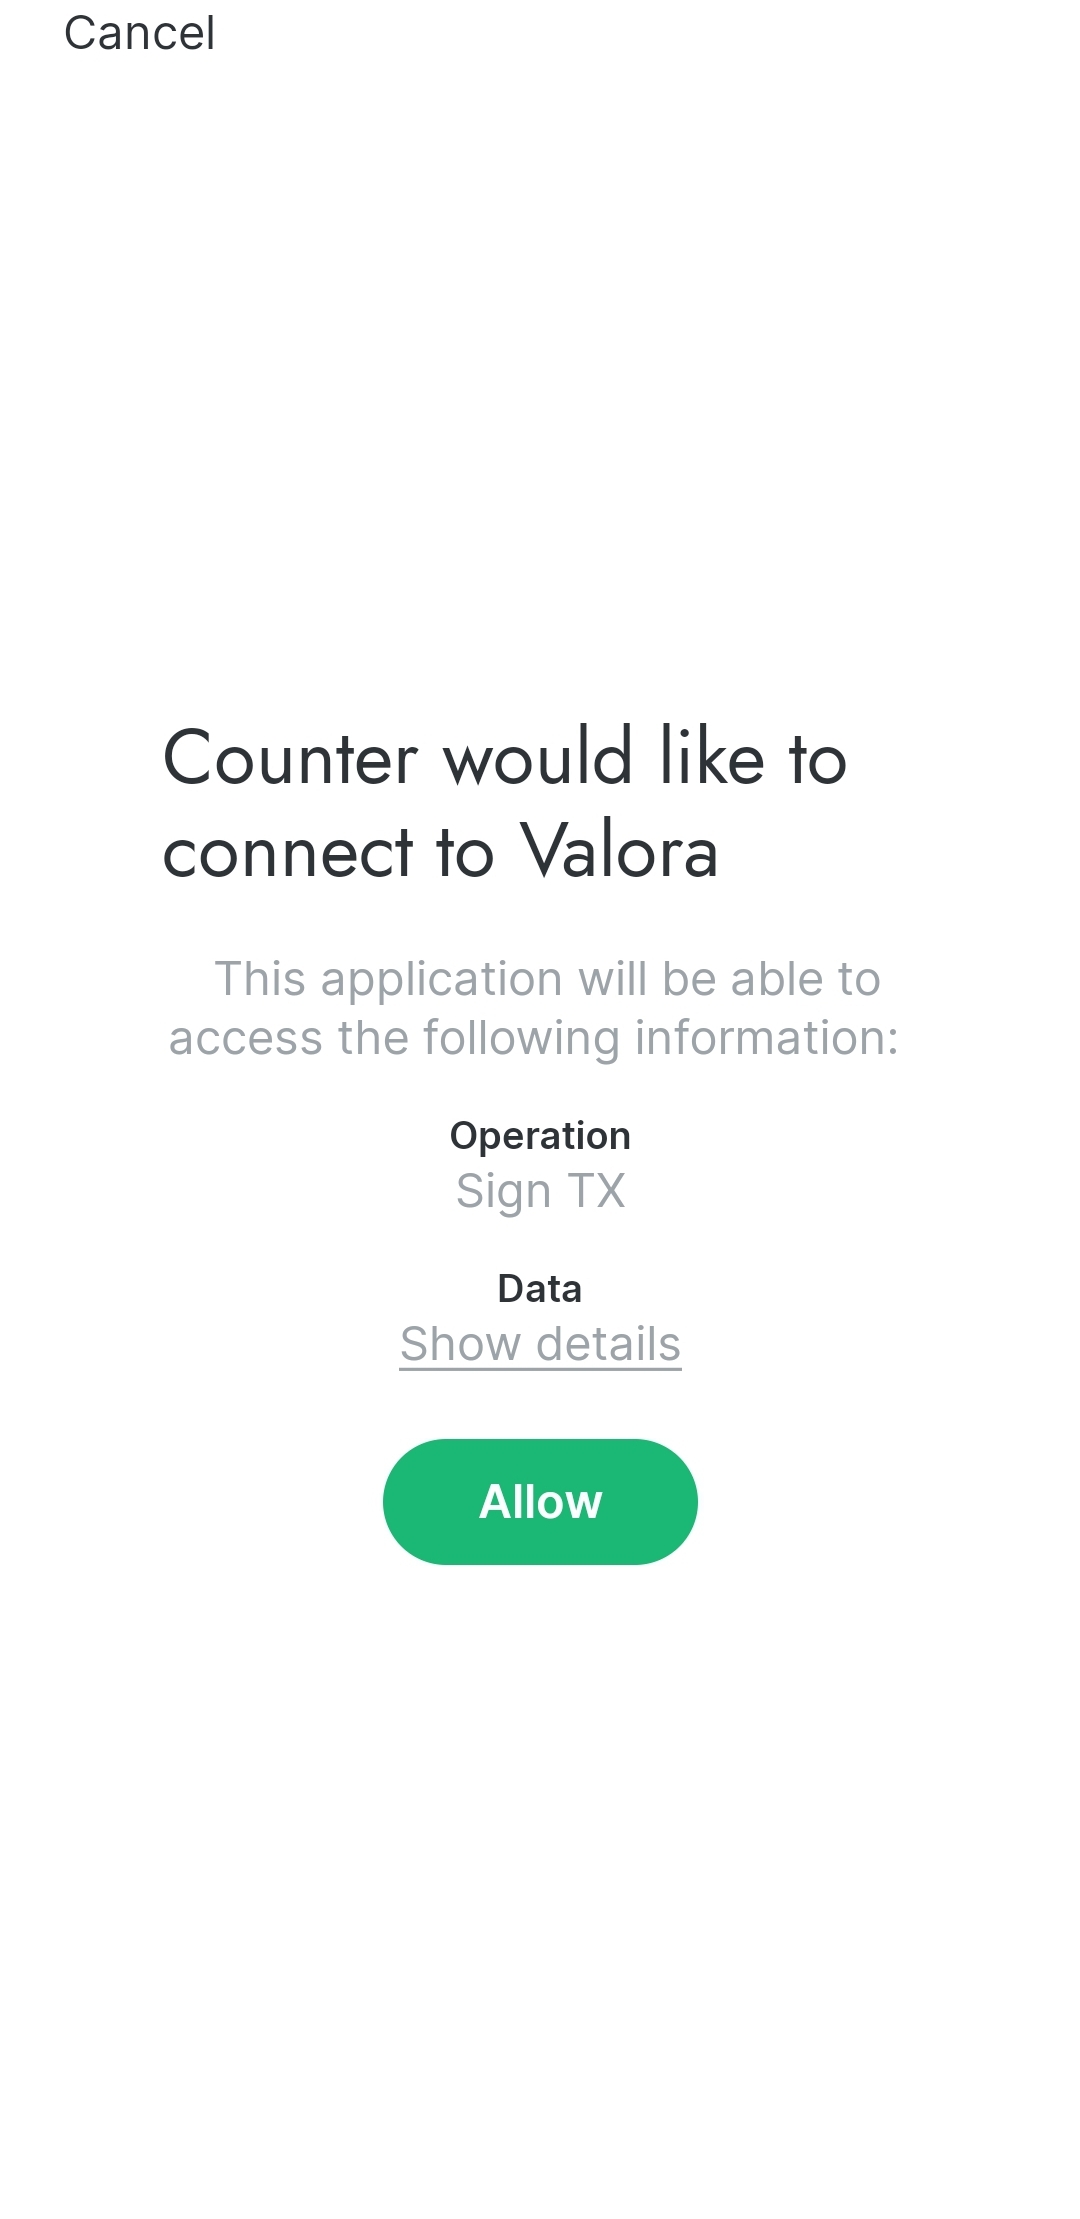 Cancel
Counter would like to
connect to Valora
This application will be able to
access the following information:
Operation
Sign TX
Data
Show details
Allow